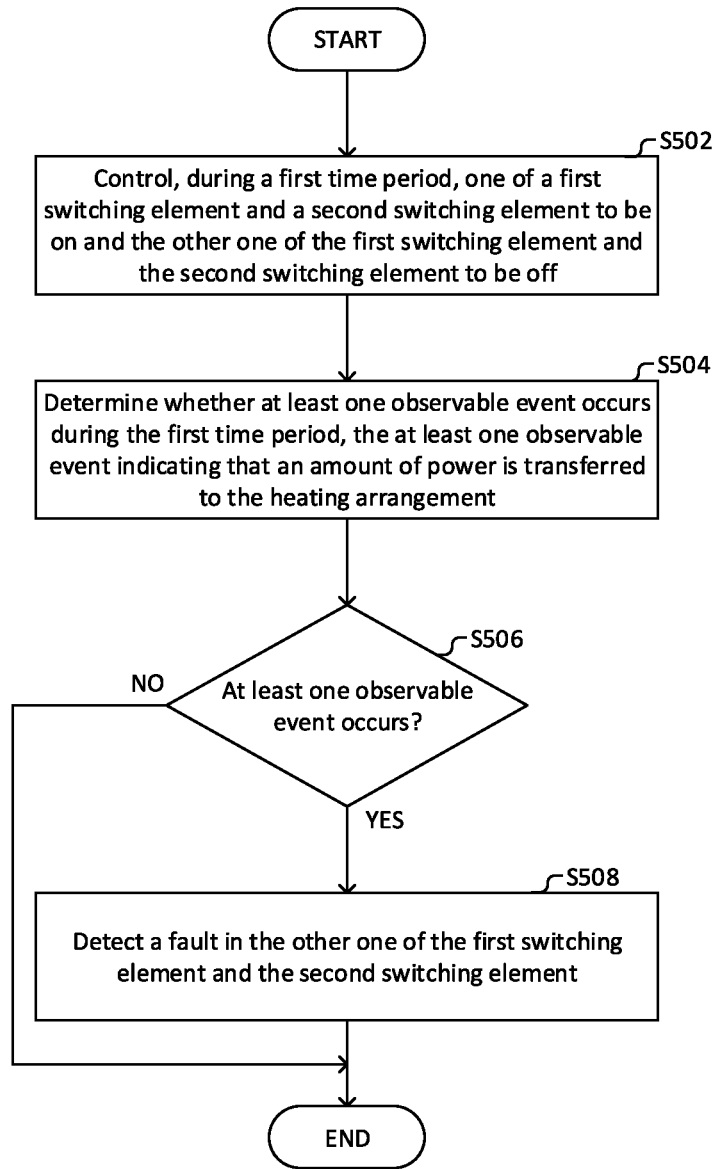 START
S502
Control, during a first time period, one of a first
switching element and a second switching element to be
on and the other one of the first switching element and
the second switching element to be off
S504
Determine whether at least one observable event occurs
during the first time period, the at least one observable
event indicating that an amount of power is transferred
to the heating arrangement
S506
NO
At least one observable
event occurs?
YES
S508
Detect a fault in the other one of the first switching
element and the second switching element
END